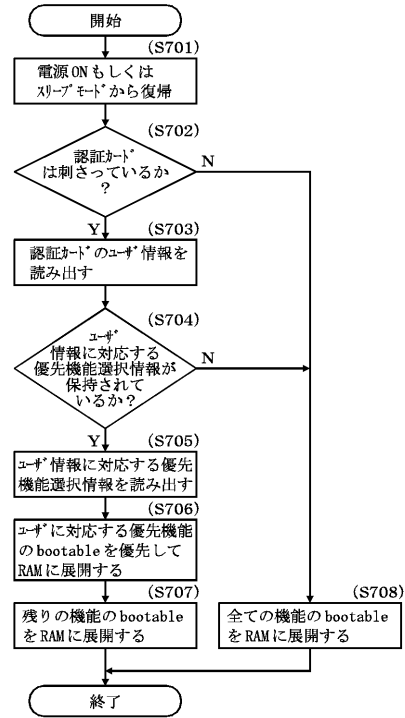 開始
(S701)
電源ONもしくは
ｽﾘｰﾌﾟﾓｰﾄﾞから復帰
(S702)
認証ｶｰﾄﾞ
は刺さっているか
？
N
Y
(S703)
認証ｶｰﾄﾞのﾕｰｻﾞ情報を
読み出す
(S704)
ﾕｰｻﾞ
情報に対応する
優先機能選択情報が
保持されて
いるか？
N
Y
(S705)
ﾕｰｻﾞ情報に対応する優先
機能選択情報を読み出す
(S706)
ﾕｰｻﾞに対応する優先機能
のbootableを優先して
RAMに展開する
(S707)
残りの機能のbootable
をRAMに展開する
(S708)
全ての機能のbootable
をRAMに展開する
終了